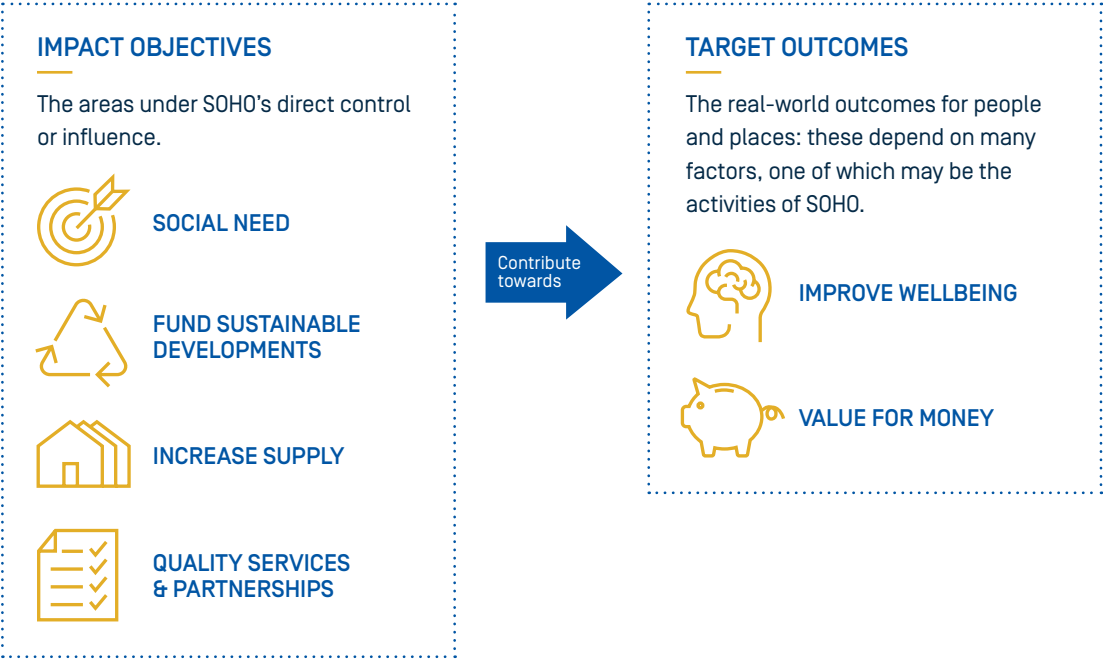 IMPACT OBJECTIVES
The areas under SOHO's direct control
or influence.
SOCIAL NEED
FUND SUSTAINABLE
DEVELOPMENTS
INCREASE SUPPLY
QUALITY SERVICES
& PARTNERSHIPS
Contribute
towards
TARGET OUTCOMES
The real-world outcomes for people
and places: these depend on many
factors, one of which may be the
activities of SOHO.
IMPROVE WELLBEING
VALUE FOR MONEY